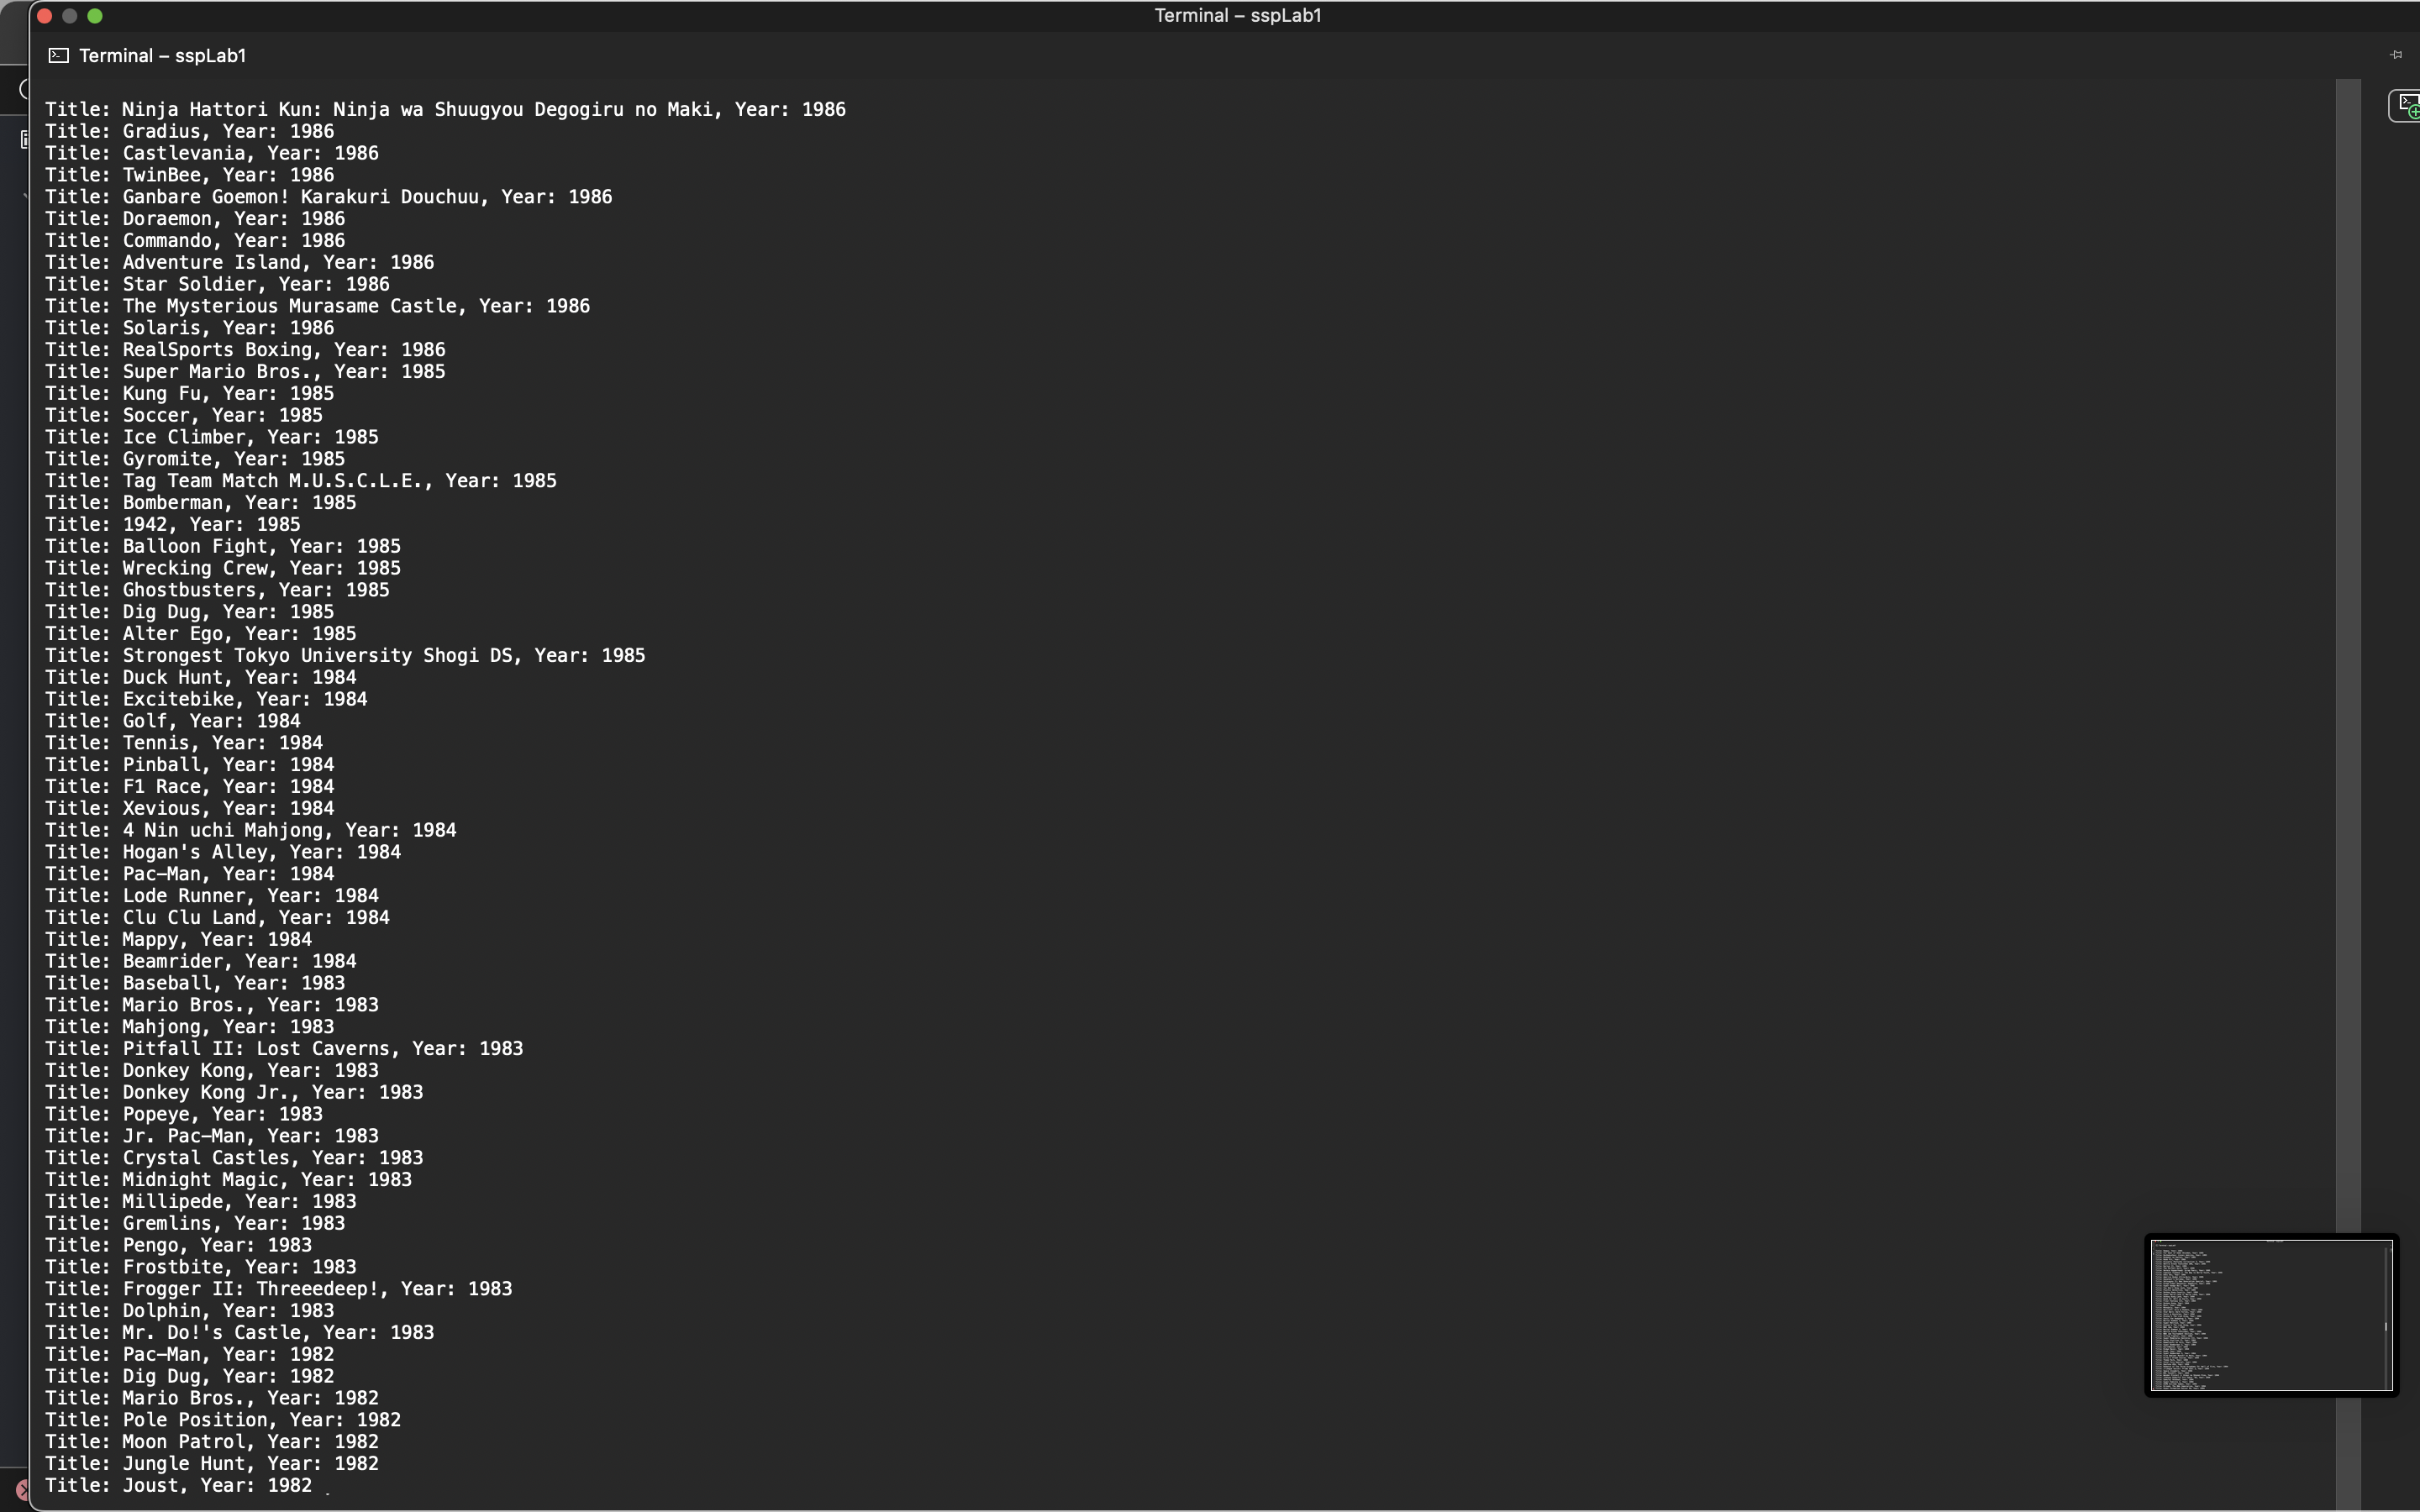 Terminal – sspLab1
Terminal – sspLab1
Title: Ninja Hattori Kun: Ninja wa Shuugyou Degogiru no Maki, Year: 1986
Title: Gradius, Year: 1986
Title: Castlevania, Year: 1986
Title: TwinBee, Year: 1986
Title: Ganbare Goemon! Karakuri Douchuu, Year: 1986
Title: Doraemon, Year: 1986
Title: Commando, Year: 1986
Title: Adventure Island, Year: 1986
Title: Star Soldier, Year: 1986
Title: The Mysterious Murasame Castle, Year: 1986
Title: Solaris, Year: 1986
Title: RealSports Boxing, Year: 1986
Title: Super Mario Bros., Year: 1985
Title: Kung Fu, Year: 1985
Title: Soccer, Year: 1985
Title: Ice Climber, Year: 1985
Title: Gyromite, Year: 1985
Title: Tag Team Match M.U.S.C.L.E., Year: 1985
Title: Bomberman, Year: 1985
Title: 1942, Year: 1985
Title: Balloon Fight, Year: 1985
Title: Wrecking Crew, Year: 1985
Title: Ghostbusters, Year: 1985
Title: Dig Dug, Year: 1985
Title: Alter Ego, Year: 1985
Title: Strongest Tokyo University Shogi DS, Year: 1985
Title: Duck Hunt, Year: 1984
Title: Excitebike, Year: 1984
Title: Golf, Year: 1984
Title: Tennis, Year: 1984
Title: Pinball, Year: 1984
Title: F1 Race, Year: 1984
Title: Xevious, Year: 1984
Title: 4 Nin uchi Mahjong, Year: 1984
Title: Hogan's Alley, Year: 1984
Title: Pac-Man, Year: 1984
Title: Lode Runner, Year: 1984
Title: Clu Clu Land, Year: 1984
Title: Mappy, Year: 1984
Title: Beamrider, Year: 1984
Title: Baseball, Year: 1983
Title: Mario Bros., Year: 1983
Title: Mahjong, Year: 1983
Title: Pitfall II: Lost Caverns, Year: 1983
Title: Donkey Kong, Year: 1983
Title: Donkey Kong Jr., Year: 1983
Title: Popeye, Year: 1983
Title: Jr. Pac-Man, Year: 1983
Title: Crystal Castles, Year: 1983
Title: Midnight Magic, Year: 1983
Title: Millipede, Year: 1983
Title: Gremlins, Year: 1983
Title: Pengo, Year: 1983
Title: Frostbite, Year: 1983
Title: Frogger II: Threeedeep!, Year: 1983
Title: Dolphin, Year: 1983
Title: Mr. Do!'s Castle, Year: 1983
Title: Pac-Man, Year: 1982
Title: Dig Dug, Year: 1982
Title: Mario Bros., Year: 1982
Title: Pole Position, Year: 1982
Title: Moon Patrol, Year: 1982
Title: Jungle Hunt, Year: 1982
Title: Joust, Year: 1982